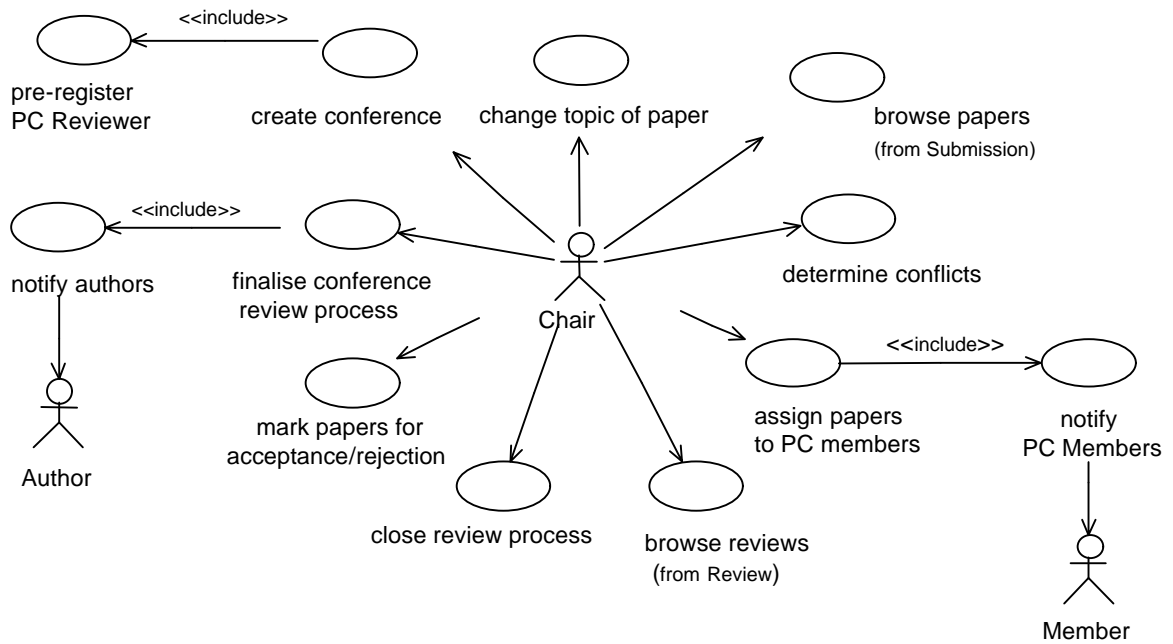 <<include>>
pre-register
PC Reviewer
create conference
change topic of paper
browse papers
(from Submission)
<<include>>
notify authors
finalise conference
review process
Chair
determine conflicts
<<include>>
Author
mark papers for
acceptance/rejection
assign papers
to PC members
notify
PC Members
close review process
browse reviews
(from Review)
Member